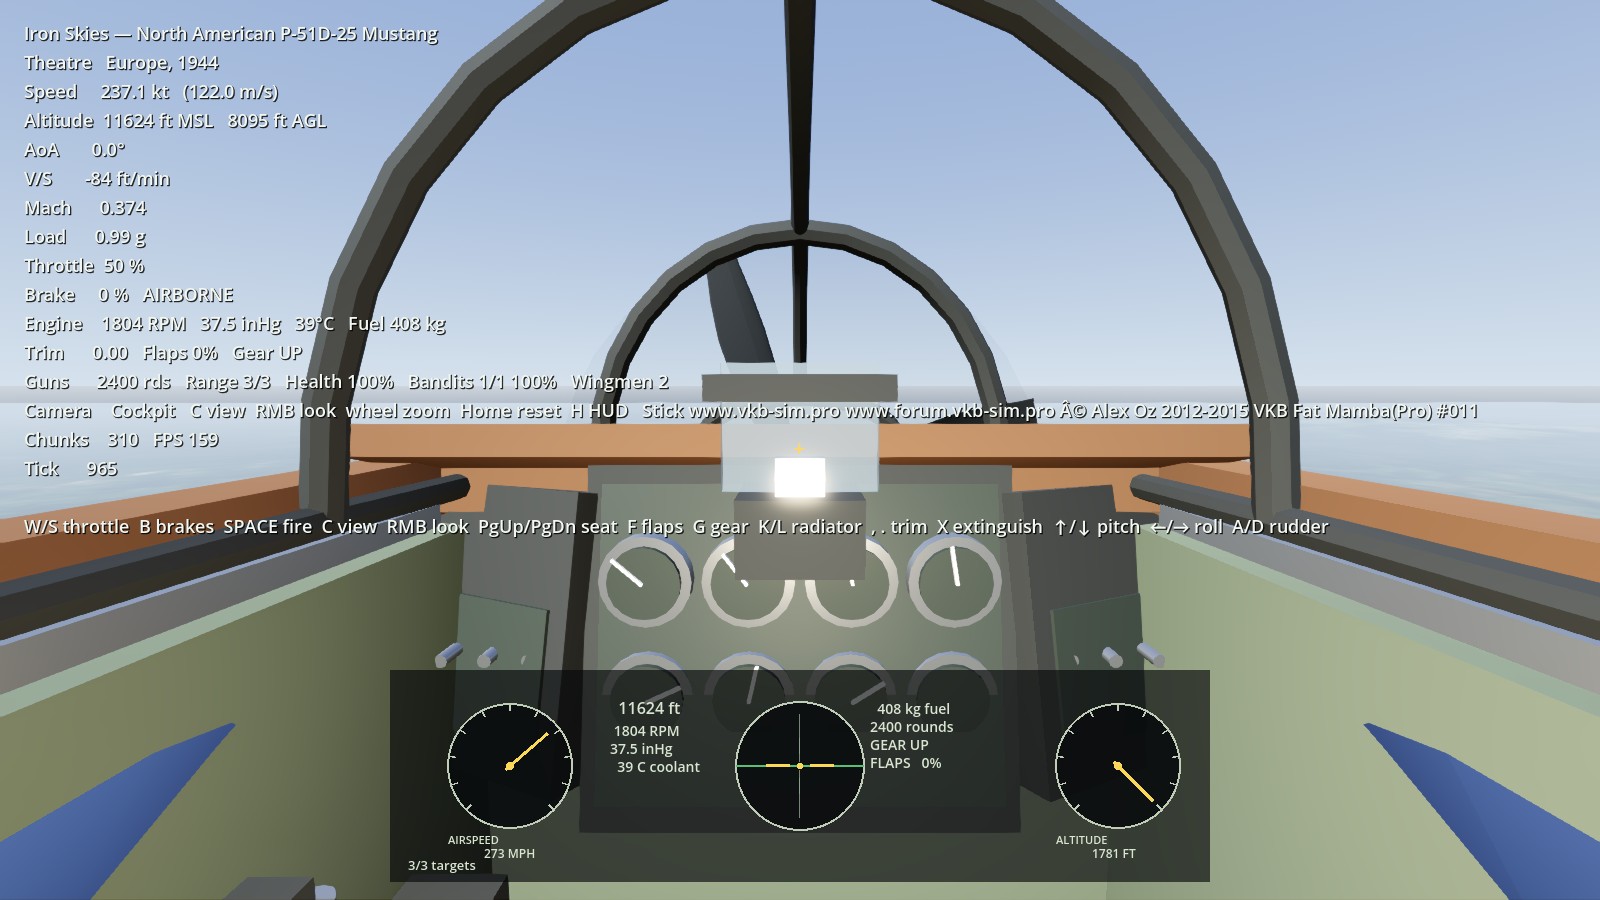 Iron Skies — North American P-51D-25 Mustang
Theatre Europe, 1944
Speed 237.1 kt (122.0 m/s)
Altitude 11624 ft MSL 8095 ft AGL
AoA 0.0°
V/S -84 ft/min
Mach 0.374
Load 0.99 g
Throttle 50 %
Brake 0 % AIRBORNE
Engine 1804 RPM 37.5 inHg 39°C Fuel 408 kg
Trim 0.00 Flaps 0% Gear UP
Guns 2400 rds Range 3/3 Health 100% Bandits 1/1 100% Wingmen 2
Camera Cockpit C view RMB look wheel zoom Home reset H HUD Stick www.vkb-sim.pro www.forum.vkb-sim.pro Â© Alex Oz 2012-2015 VKB Fat Mamba(Pro) #011
Chunks 310 FPS 159
Tick 965
W/S throttle B brakes SPACE fire C view RMB look PgUp/PgDn seat F flaps G gear K/L radiator , . trim X extinguish ↑/↓ pitch ←/→ roll A/D rudder
11624 ft
1804 RPM
37.5 inHg
39 C coolant
408 kg fuel
2400 rounds
GEAR UP
FLAPS 0%
AIRSPEED
273 MPH
3/3 targets
ALTITUDE
1781 FT